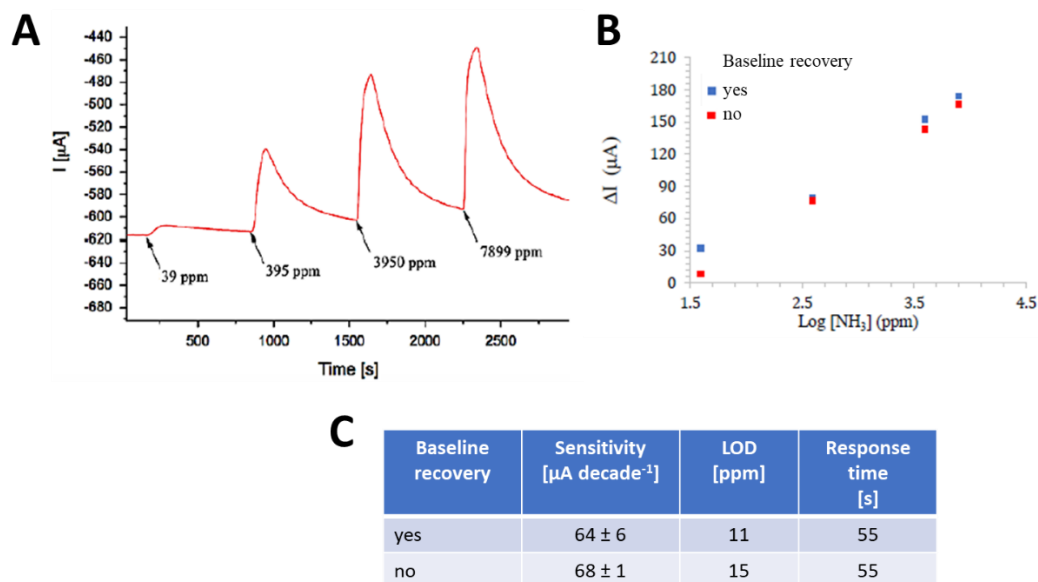 A
-440
-460
-480
-500
-520
-540
-560
-580
-600
-620
-640
-660
-680
I [µA]
39 ppm
395 ppm
3950 ppm
7899 ppm
500
1000
1500
2000
2500
Time [s]
B
Baseline recovery
yes
no
210
180
150
120
90
60
30
0
ΔI (µA)
1.5
2.5
3.5
4.5
Log [NH₃] (ppm)
C
Baseline recovery
Sensitivity [µA decade⁻¹]
LOD [ppm]
Response time [s]
yes 64 ± 6 11 55
no 68 ± 1 15 55